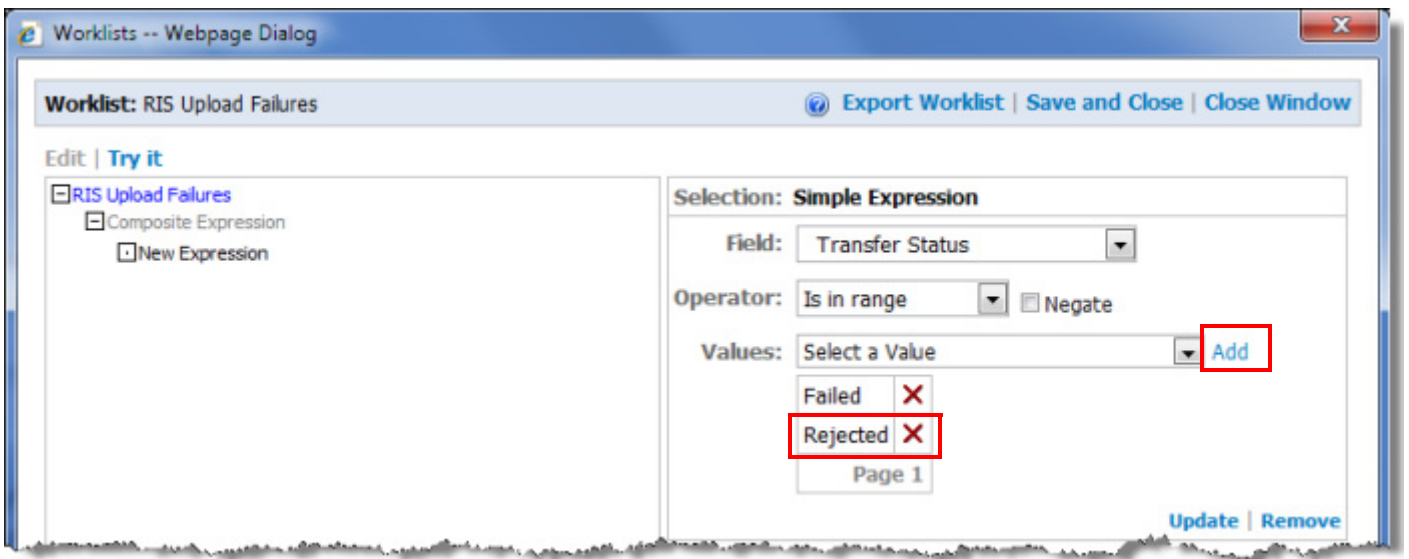 Worklists -- Webpage Dialog
Worklist: RIS Upload Failures
Export Worklist | Save and Close | Close Window
Edit | Try it
RIS Upload Failures
Composite Expression
New Expression
Selection: Simple Expression
Field: Transfer Status
Operator: Is in range Negate
Values: Select a Value Add
Failed
Rejected
Page 1
Update | Remove